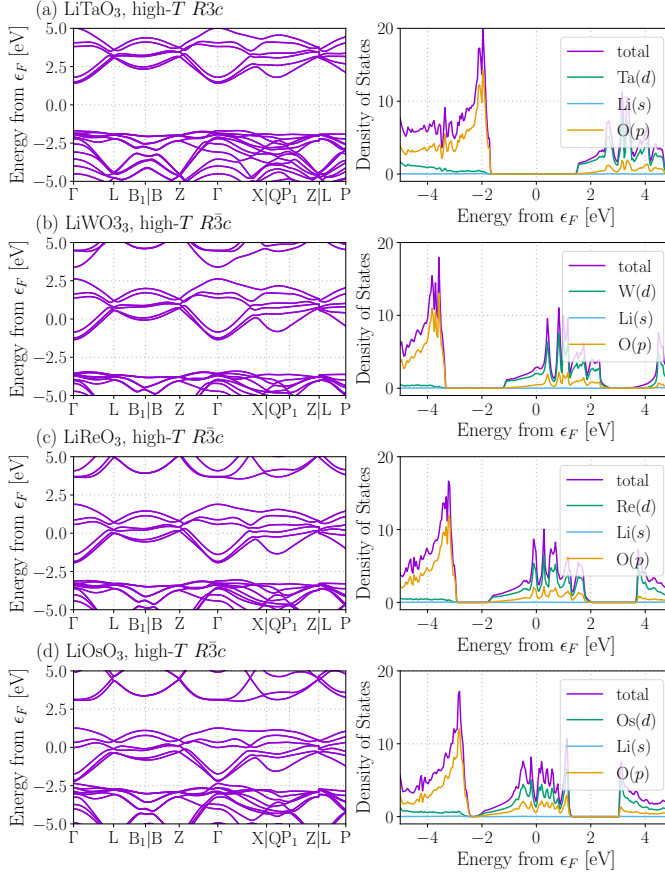 (a) LiTaO₃, high-T R3c
Energy from ϵF [eV]
5.0
2.5
0.0
−2.5
−5.0
Γ L B₁|B Z Γ X|QP₁ Z|L P
Density of States
20
10
0
−4 −2 0 2 4
Energy from ϵF [eV]
total
Ta(d)
Li(s)
O(p)
(b) LiWO3₃, high-T R3̄c
Energy from ϵF [eV]
5.0
2.5
0.0
−2.5
−5.0
Γ L B₁|B Z Γ X|QP₁ Z|L P
Density of States
20
10
0
−4 −2 0 2 4
Energy from ϵF [eV]
total
W(d)
Li(s)
O(p)
(c) LiReO₃, high-T R3̄c
Energy from ϵF [eV]
5.0
2.5
0.0
−2.5
−5.0
Γ L B₁|B Z Γ X|QP₁ Z|L P
Density of States
20
10
0
−4 −2 0 2 4
Energy from ϵF [eV]
total
Re(d)
Li(s)
O(p)
(d) LiOsO₃, high-T R3̄c
Energy from ϵF [eV]
5.0
2.5
0.0
−2.5
−5.0
Γ L B₁|B Z Γ X|QP₁ Z|L P
Density of States
20
10
0
−4 −2 0 2 4
Energy from ϵF [eV]
total
Os(d)
Li(s)
O(p)